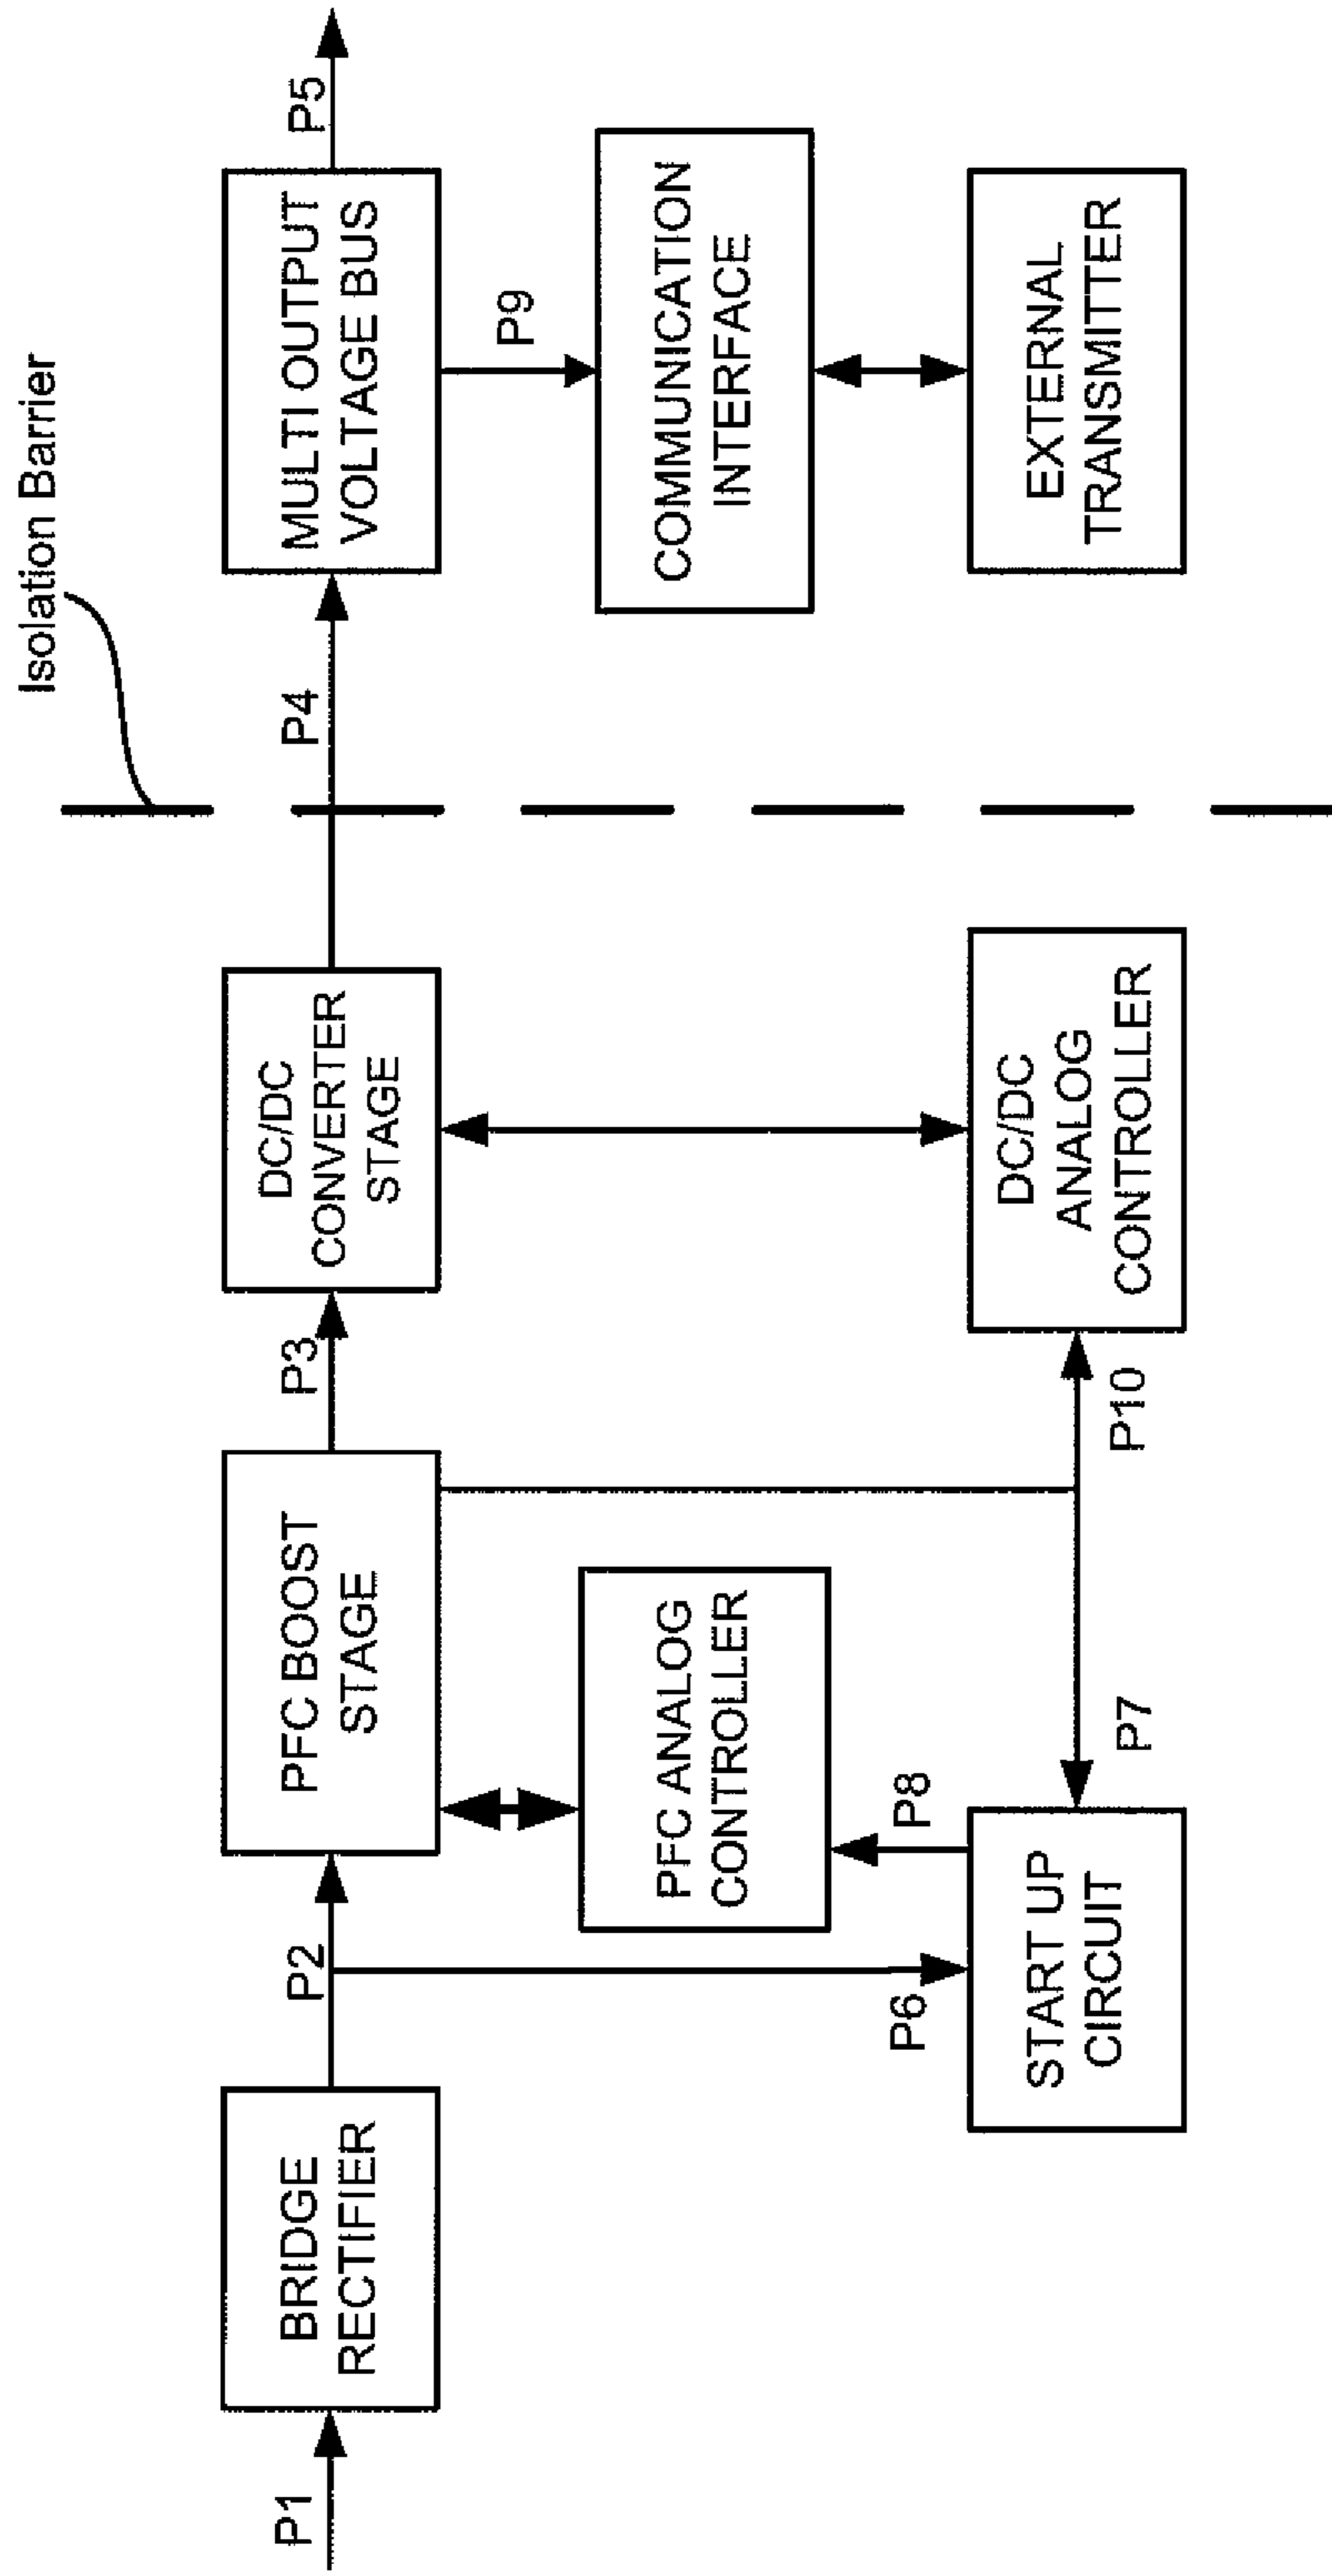 Isolation Barrier
P1
BRIDGE
RECTIFIER
P2
PFC BOOST
STAGE
P3
DC/DC
CONVERTER
STAGE
P4
MULTI OUTPUT
VOLTAGE BUS
P5
P6
P8
PFC ANALOG
CONTROLLER
P9
COMMUNICATION
INTERFACE
START UP
CIRCUIT
P7
P10
DC/DC
ANALOG
CONTROLLER
EXTERNAL
TRANSMITTER